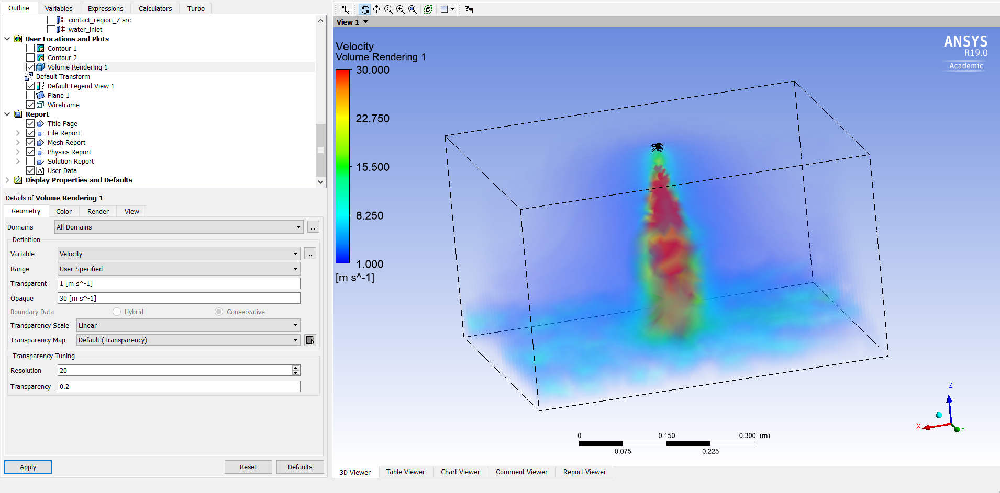 Outline Variables Expressions Calculators Turbo
contact_region_7 src
water_inlet
User Locations and Plots
Contour 1
Contour 2
Volume Rendering 1
Default Transform
Default Legend View 1
Plane 1
Wireframe
Report
Title Page
File Report
Mesh Report
Physics Report
Solution Report
A User Data
Display Properties and Defaults
Details of Volume Rendering 1
Geometry Color Render View
Domains All Domains ...
Definition
Variable Velocity ...
Range User Specified
Transparent 1 [m s^-1]
Opaque 30 [m s^-1]
Boundary Data Hybrid Conservative
Transparency Scale Linear
Transparency Map Default (Transparency)
Transparency Tuning
Resolution 20
Transparency 0.2
Apply Reset Defaults
View 1
Velocity
Volume Rendering 1
30.000
22.750
15.500
8.250
1.000
[m s^-1]
ANSYS
R19.0
Academic
Z
X
Y
0 0.150 0.300 (m)
0.075 0.225
3D Viewer Table Viewer Chart Viewer Comment Viewer Report Viewer